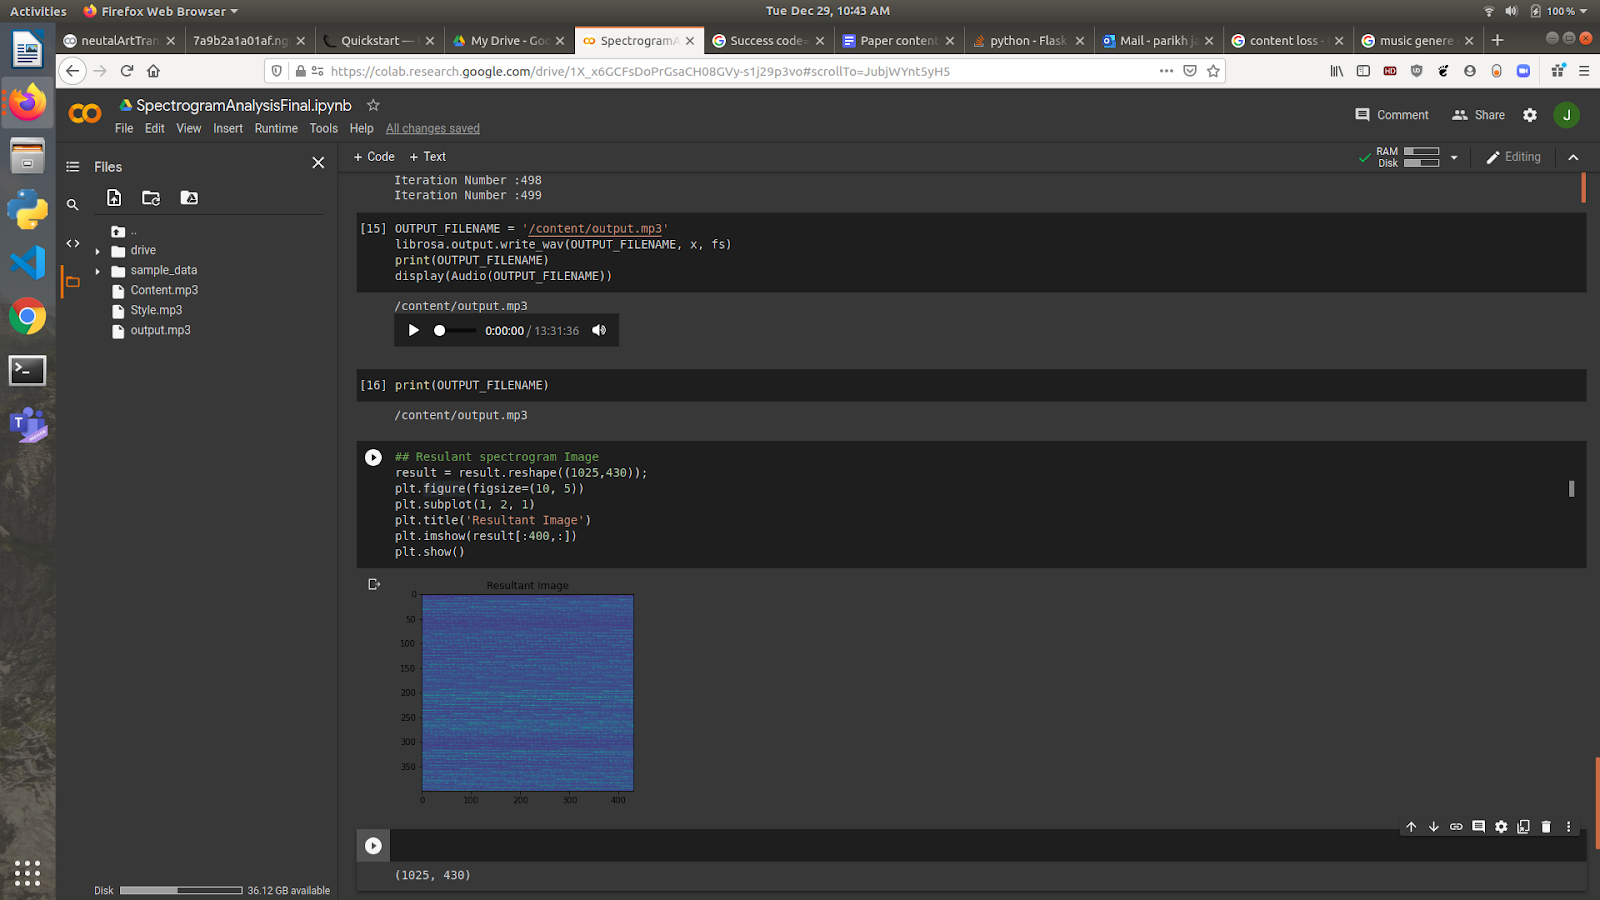 Activities
Firefox Web Browser
Tue Dec 29, 10:43 AM
100 %
neutalArtTran
7a9b2a1a01af.ng
Quickstart —
My Drive - Goo
SpectrogramA
Success code=
Paper content
python - Flask
Mail - parikh ja
content loss -
music genere
https://colab.research.google.com/drive/1X_x6GCFsDoPrGsaCH08GVy-s1j29p3vo#scrollTo=JubjWYnt5yH5
SpectrogramAnalysisFinal.ipynb
Comment
Share
J
File Edit View Insert Runtime Tools Help All changes saved
Files
+ Code + Text
RAM
Disk
Editing
..
drive
sample_data
Content.mp3
Style.mp3
output.mp3
Iteration Number :498
Iteration Number :499
[15] OUTPUT_FILENAME = '/content/output.mp3'
librosa.output.write_wav(OUTPUT_FILENAME, x, fs)
print(OUTPUT_FILENAME)
display(Audio(OUTPUT_FILENAME))
/content/output.mp3
0:00:00 / 13:31:36
[16] print(OUTPUT_FILENAME)
/content/output.mp3
## Resulant spectrogram Image
result = result.reshape((1025,430));
plt.figure(figsize=(10, 5))
plt.subplot(1, 2, 1)
plt.title('Resultant Image')
plt.imshow(result[:400,:])
plt.show()
Resultant Image
0
50
100
150
200
250
300
350
0 100 200 300 400
(1025, 430)
Disk
36.12 GB available